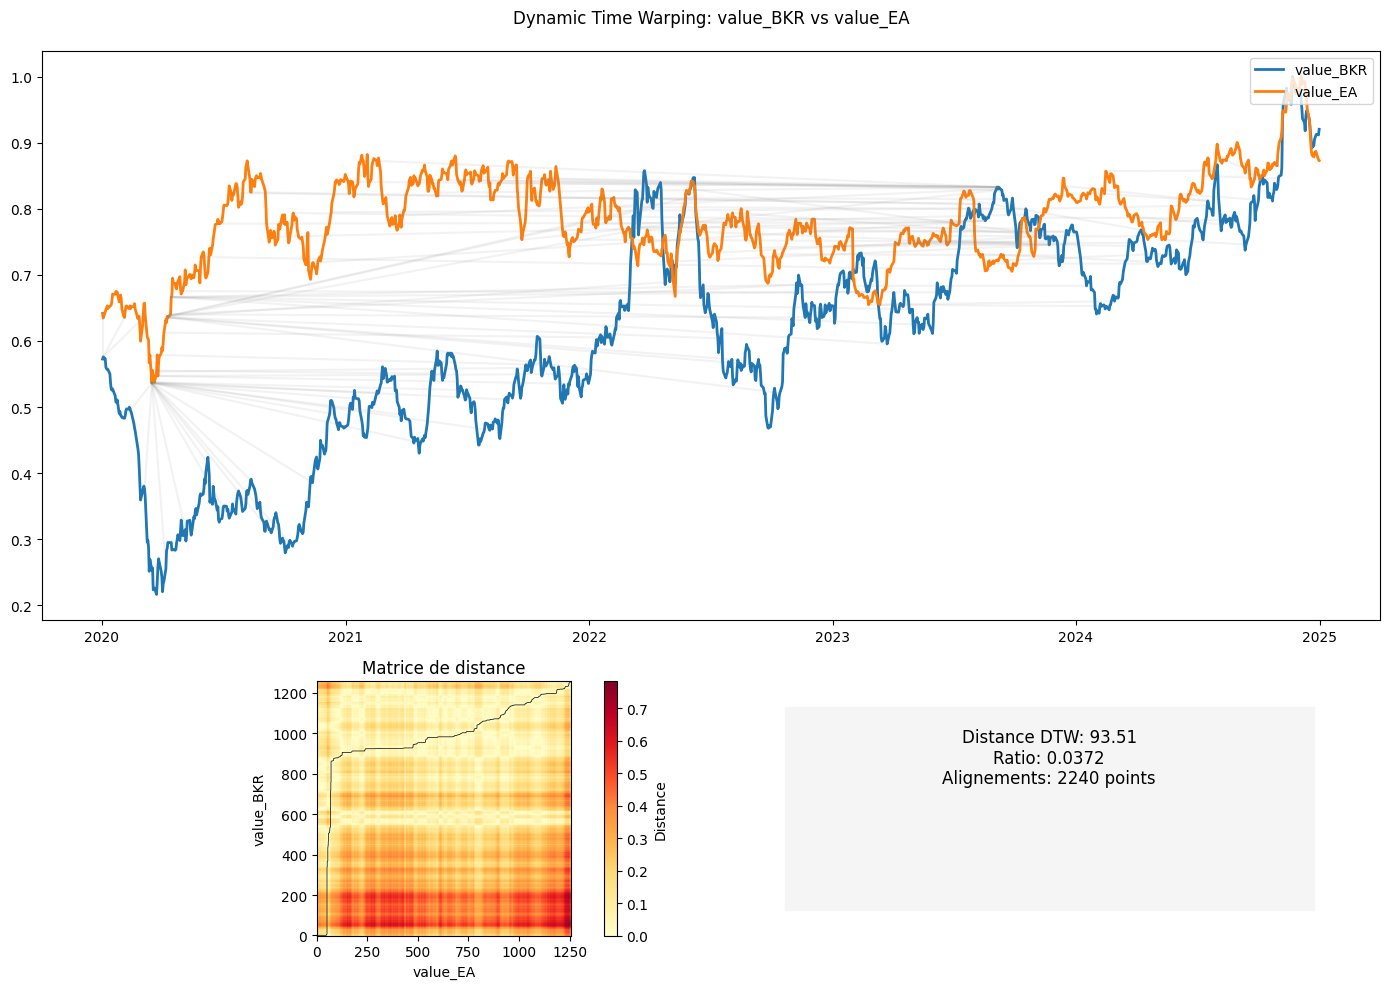 Dynamic Time Warping: value_BKR vs value_EA
value_BKR
value_EA
1.0
0.9
0.8
0.7
0.6
0.5
0.4
0.3
0.2
2020 2021 2022 2023 2024 2025
Matrice de distance
value_BKR
1200
1000
800
600
400
200
0
0 250 500 750 1000 1250
value_EA
0.7
0.6
0.5
0.4
0.3
0.2
0.1
0.0
Distance
Distance DTW: 93.51
Ratio: 0.0372
Alignements: 2240 points